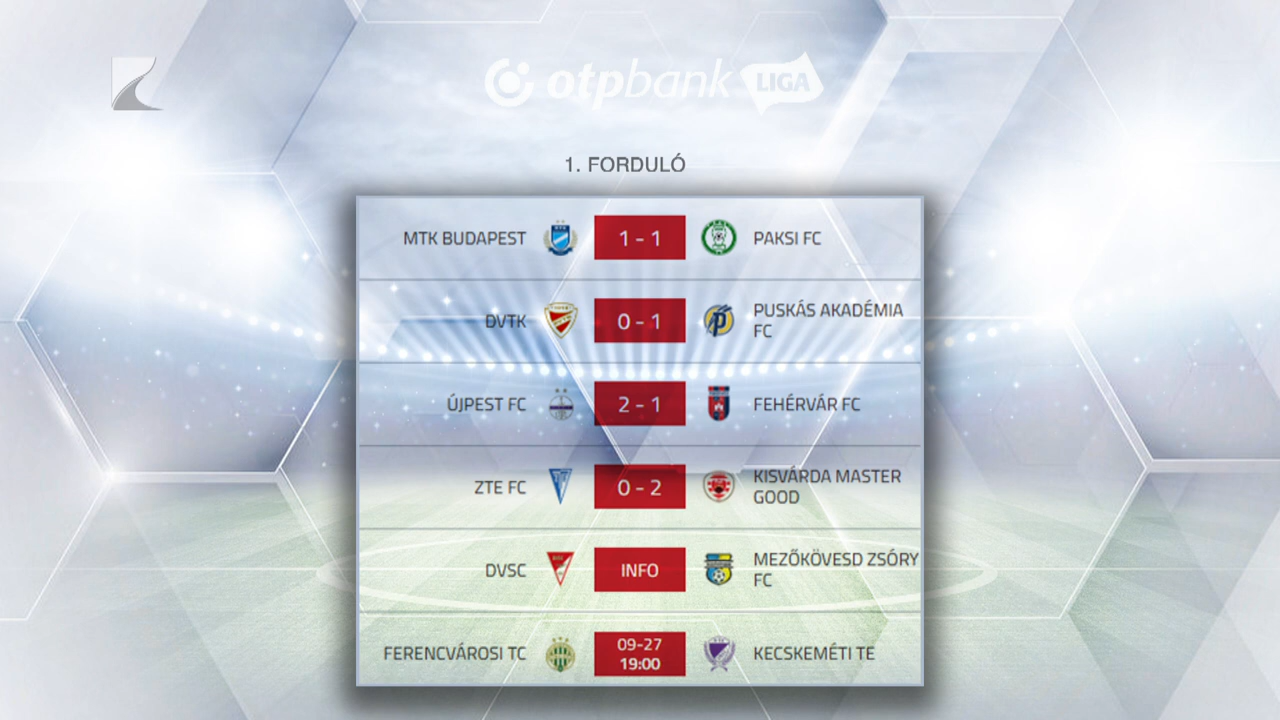 otpbank LIGA
1. FORDULÓ
MTK BUDAPEST 1 - 1 PAKSI FC
DVTK 0 - 1 PUSKÁS AKADÉMIA
FC
ÚJPEST FC 2 - 1 FEHÉRVÁR FC
ZTE FC 0 - 2 KISVÁRDA MASTER
GOOD
DVSC INFO MEZŐKÖVESD ZSÓRY
FC
FERENCVÁROSI TC 09-27
19:00 KECSKEMÉTI TE